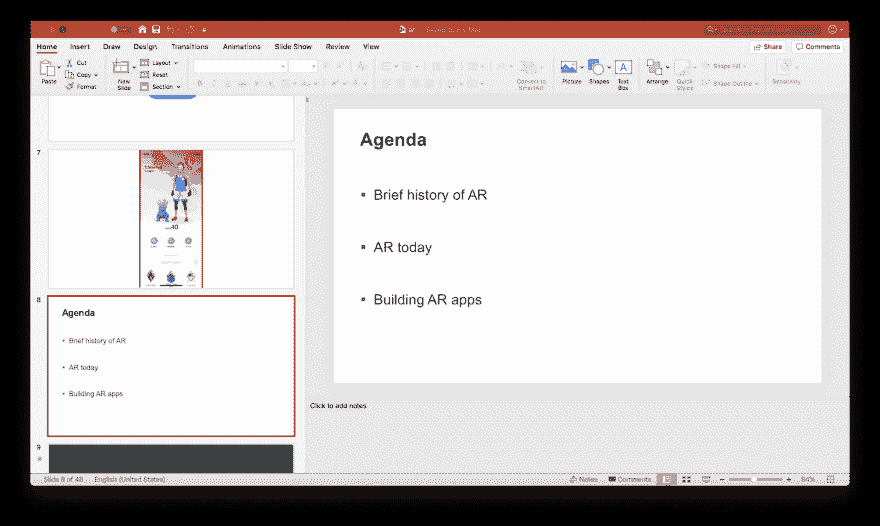 Home Insert Draw Design Transitions Animations Slide Show Review View Share Comments
Paste Cut Copy Format New Slide Layout Reset Section Convert to SmartArt Picture Shapes Text Box Arrange Quick Styles Shape Fill Shape Outline Sensitivity
7
40
8
Agenda
Brief history of AR
AR today
Building AR apps
9
Agenda
Brief history of AR
AR today
Building AR apps
Click to add notes
Slide 8 of 48 English (United States) Notes Comments 84%